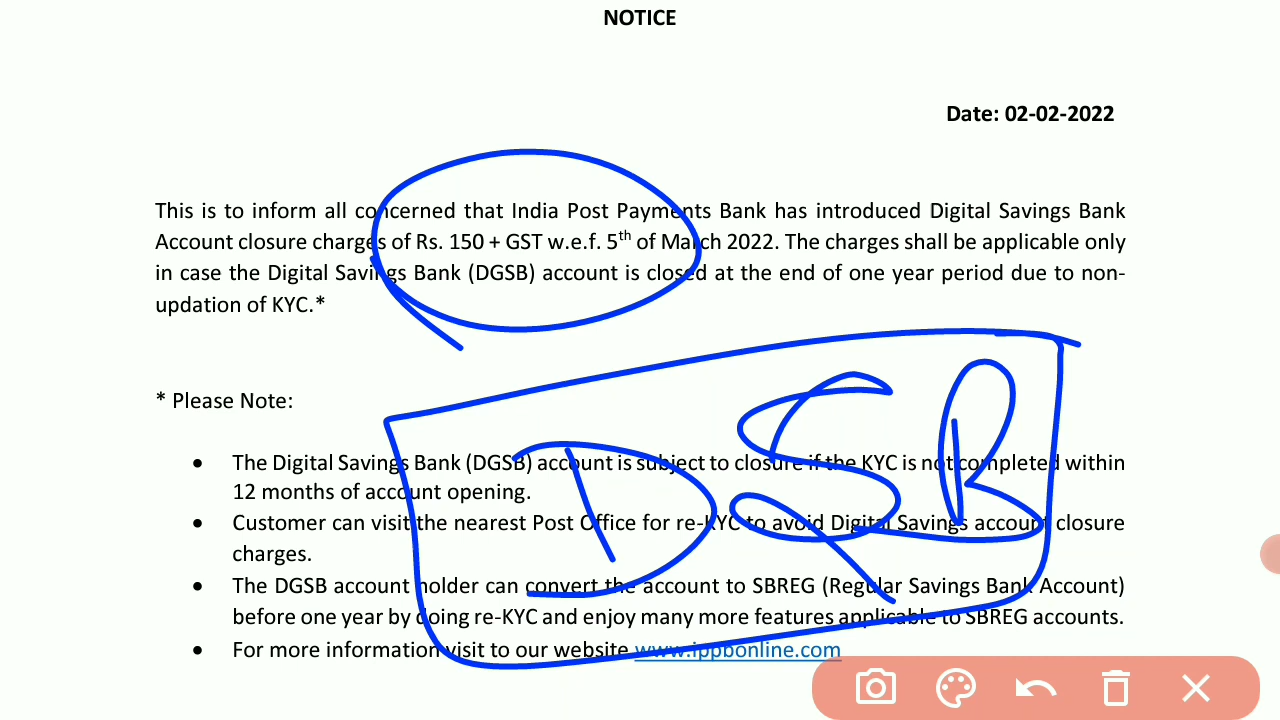 NOTICE
Date: 02-02-2022
This is to inform all concerned that India Post Payments Bank has introduced Digital Savings Bank
Account closure charges of Rs. 150 + GST w.e.f. 5th of March 2022. The charges shall be applicable only
in case the Digital Savings Bank (DGSB) account is closed at the end of one year period due to non-
updation of KYC.*
* Please Note:
• The Digital Savings Bank (DGSB) account is subject to closure if the KYC is not completed within
12 months of account opening.
• Customer can visit the nearest Post Office for re-KYC to avoid Digital Savings account closure
charges.
• The DGSB account holder can convert the account to SBREG (Regular Savings Bank Account)
before one year by doing re-KYC and enjoy many more features applicable to SBREG accounts.
• For more information visit to our website www.ippbonline.com
DSB